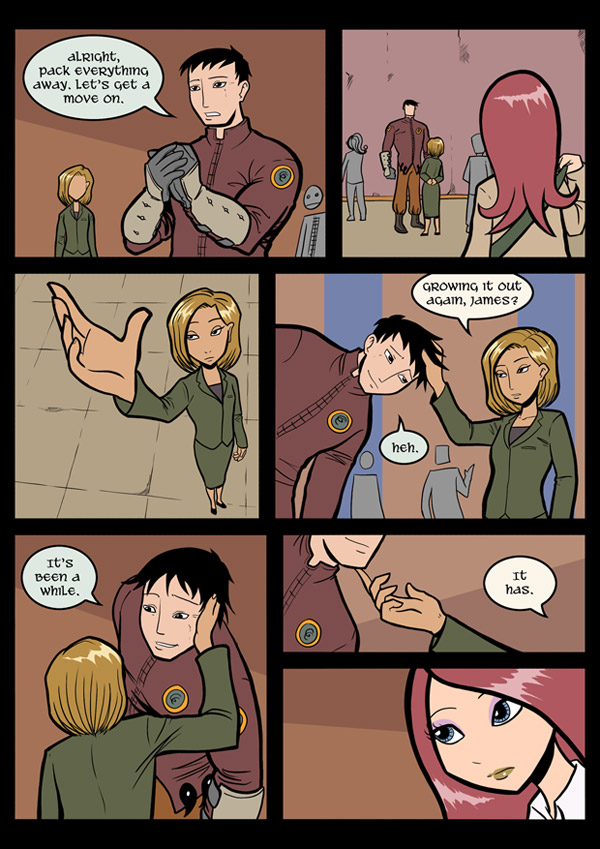 Alright,
pack everything
away. Let's get a
move on.
Growing it out
again, James?
heh.
It's
been a
while.
It
has.